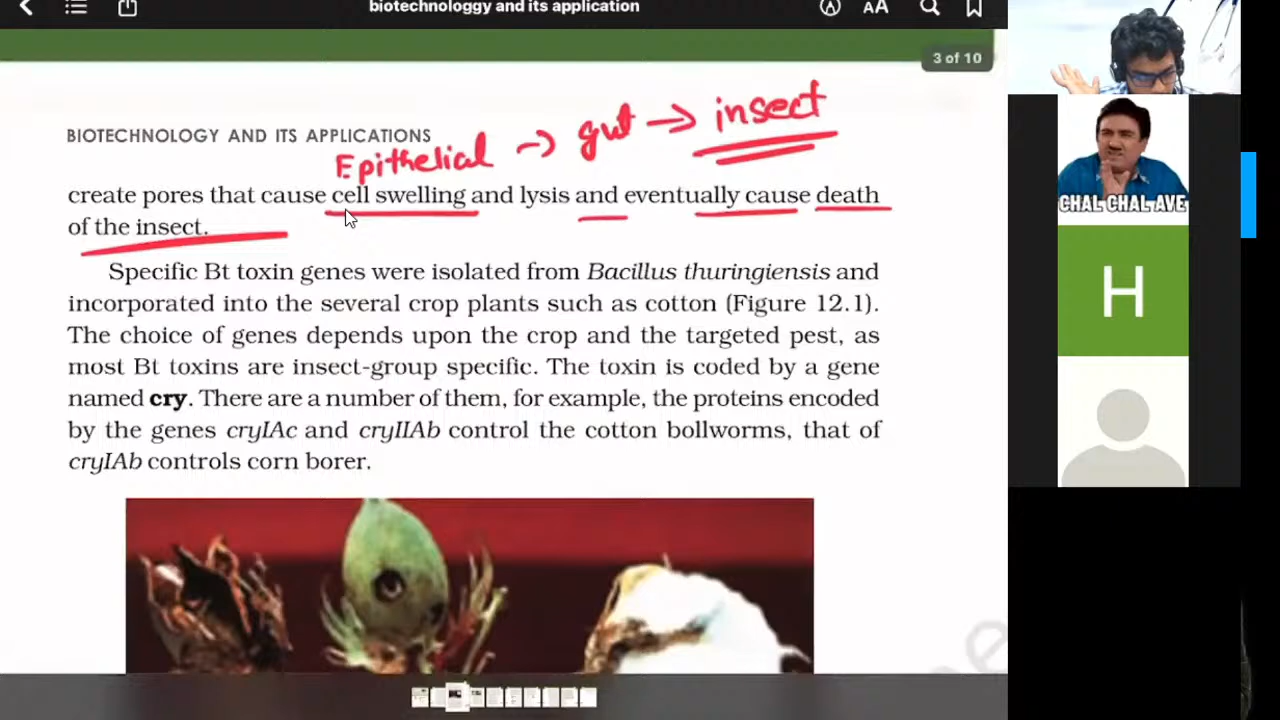 biotechnologgy and its application
AA
3 of 10
BIOTECHNOLOGY AND ITS APPLICATIONS
Epithelial → gut → insect
create pores that cause cell swelling and lysis and eventually cause death
of the insect.
Specific Bt toxin genes were isolated from Bacillus thuringiensis and
incorporated into the several crop plants such as cotton (Figure 12.1).
The choice of genes depends upon the crop and the targeted pest, as
most Bt toxins are insect-group specific. The toxin is coded by a gene
named cry. There are a number of them, for example, the proteins encoded
by the genes cryIAc and cryIIAb control the cotton bollworms, that of
cryIAb controls corn borer.
CHAL CHAL AVE
H